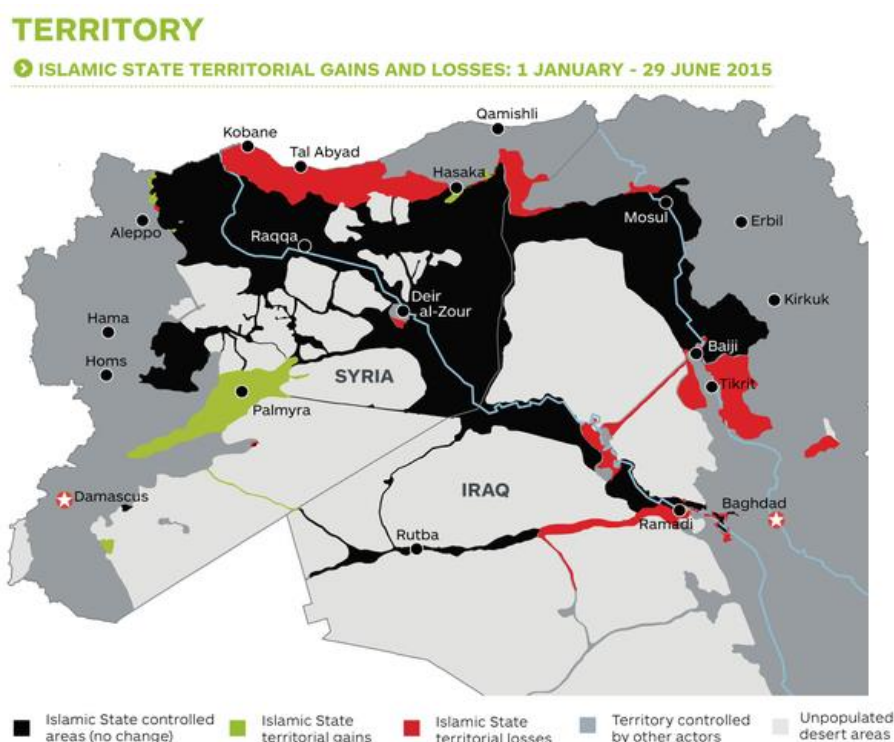 TERRITORY
ISLAMIC STATE TERRITORIAL GAINS AND LOSSES: 1 JANUARY - 29 JUNE 2015
Qamishli
Kobane
Tal Abyad
Hasaka
Mosul
Aleppo
Erbil
Raqqa
Deir
al-Zour
Kirkuk
Hama
Baiji
Homs
SYRIA
Tikrit
Palmyra
IRAQ
Damascus
Baghdad
Ramadi
Rutba
Islamic State controlled
areas (no change)
Islamic State
territorial gains
Islamic State
territorial losses
Territory controlled
by other actors
Unpopulated
desert areas